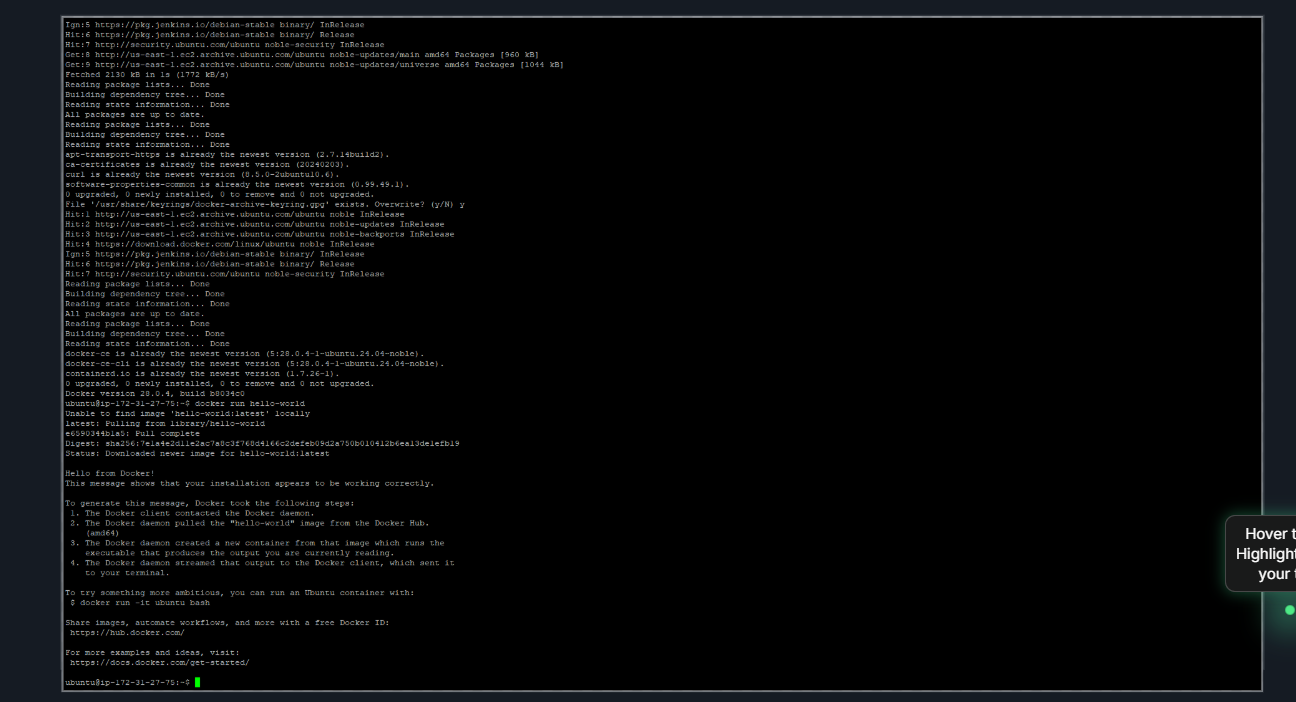 Ign:5 https://pkg.jenkins.io/debian-stable binary/ InRelease
Hit:6 https://pkg.jenkins.io/debian-stable binary/ Release
Hit:7 http://security.ubuntu.com/ubuntu noble-security InRelease
Get:8 http://us-east-1.ec2.archive.ubuntu.com/ubuntu noble-updates/main amd64 Packages [960 kB]
Get:9 http://us-east-1.ec2.archive.ubuntu.com/ubuntu noble-updates/universe amd64 Packages [1044 kB]
Fetched 2130 kB in 1s (1772 kB/s)
Reading package lists... Done
Building dependency tree... Done
Reading state information... Done
All packages are up to date.
Reading package lists... Done
Building dependency tree... Done
Reading state information... Done
apt-transport-https is already the newest version (2.7.14build2).
ca-certificates is already the newest version (20240203).
curl is already the newest version (8.5.0-2ubuntu10.6).
software-properties-common is already the newest version (0.99.49.1).
0 upgraded, 0 newly installed, 0 to remove and 0 not upgraded.
File '/usr/share/keyrings/docker-archive-keyring.gpg' exists. Overwrite? (y/N) y
Hit:1 http://us-east-1.ec2.archive.ubuntu.com/ubuntu noble InRelease
Hit:2 http://us-east-1.ec2.archive.ubuntu.com/ubuntu noble-updates InRelease
Hit:3 http://us-east-1.ec2.archive.ubuntu.com/ubuntu noble-backports InRelease
Hit:4 https://download.docker.com/linux/ubuntu noble InRelease
Ign:5 https://pkg.jenkins.io/debian-stable binary/ InRelease
Hit:6 https://pkg.jenkins.io/debian-stable binary/ Release
Hit:7 http://security.ubuntu.com/ubuntu noble-security InRelease
Reading package lists... Done
Building dependency tree... Done
Reading state information... Done
All packages are up to date.
Reading package lists... Done
Building dependency tree... Done
Reading state information... Done
docker-ce is already the newest version (5:28.0.4-1~ubuntu.24.04~noble).
docker-ce-cli is already the newest version (5:28.0.4-1~ubuntu.24.04~noble).
containerd.io is already the newest version (1.7.26-1).
0 upgraded, 0 newly installed, 0 to remove and 0 not upgraded.
Docker version 28.0.4, build b8034c0
ubuntu@ip-172-31-27-75:~$ docker run hello-world
Unable to find image 'hello-world:latest' locally
latest: Pulling from library/hello-world
e6590344b1a5: Pull complete
Digest: sha256:7e1a4e2d11e2ac7a8c3f768d4166c2defeb09d2a750b010412b6ea13de1efb19
Status: Downloaded newer image for hello-world:latest
Hello from Docker!
This message shows that your installation appears to be working correctly.
To generate this message, Docker took the following steps:
1. The Docker client contacted the Docker daemon.
2. The Docker daemon pulled the "hello-world" image from the Docker Hub.
(amd64)
3. The Docker daemon created a new container from that image which runs the
executable that produces the output you are currently reading.
4. The Docker daemon streamed that output to the Docker client, which sent it
to your terminal.
To try something more ambitious, you can run an Ubuntu container with:
$ docker run -it ubuntu bash
Share images, automate workflows, and more with a free Docker ID:
https://hub.docker.com/
For more examples and ideas, visit:
https://docs.docker.com/get-started/
ubuntu@ip-172-31-27-75:~$
Hover t
Highlight
your t